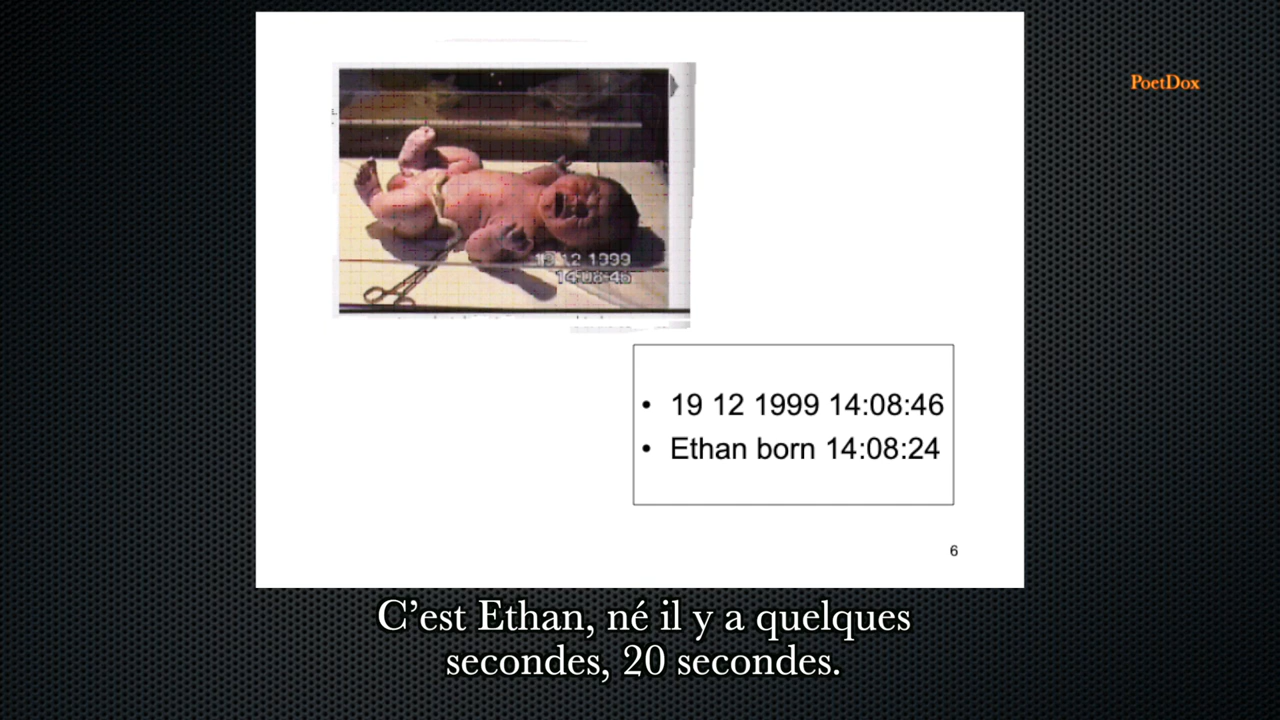 PoetDox
19 12 1999
14:08:46
• 19 12 1999 14:08:46
• Ethan born 14:08:24
6
C’est Ethan, né il y a quelques
secondes, 20 secondes.